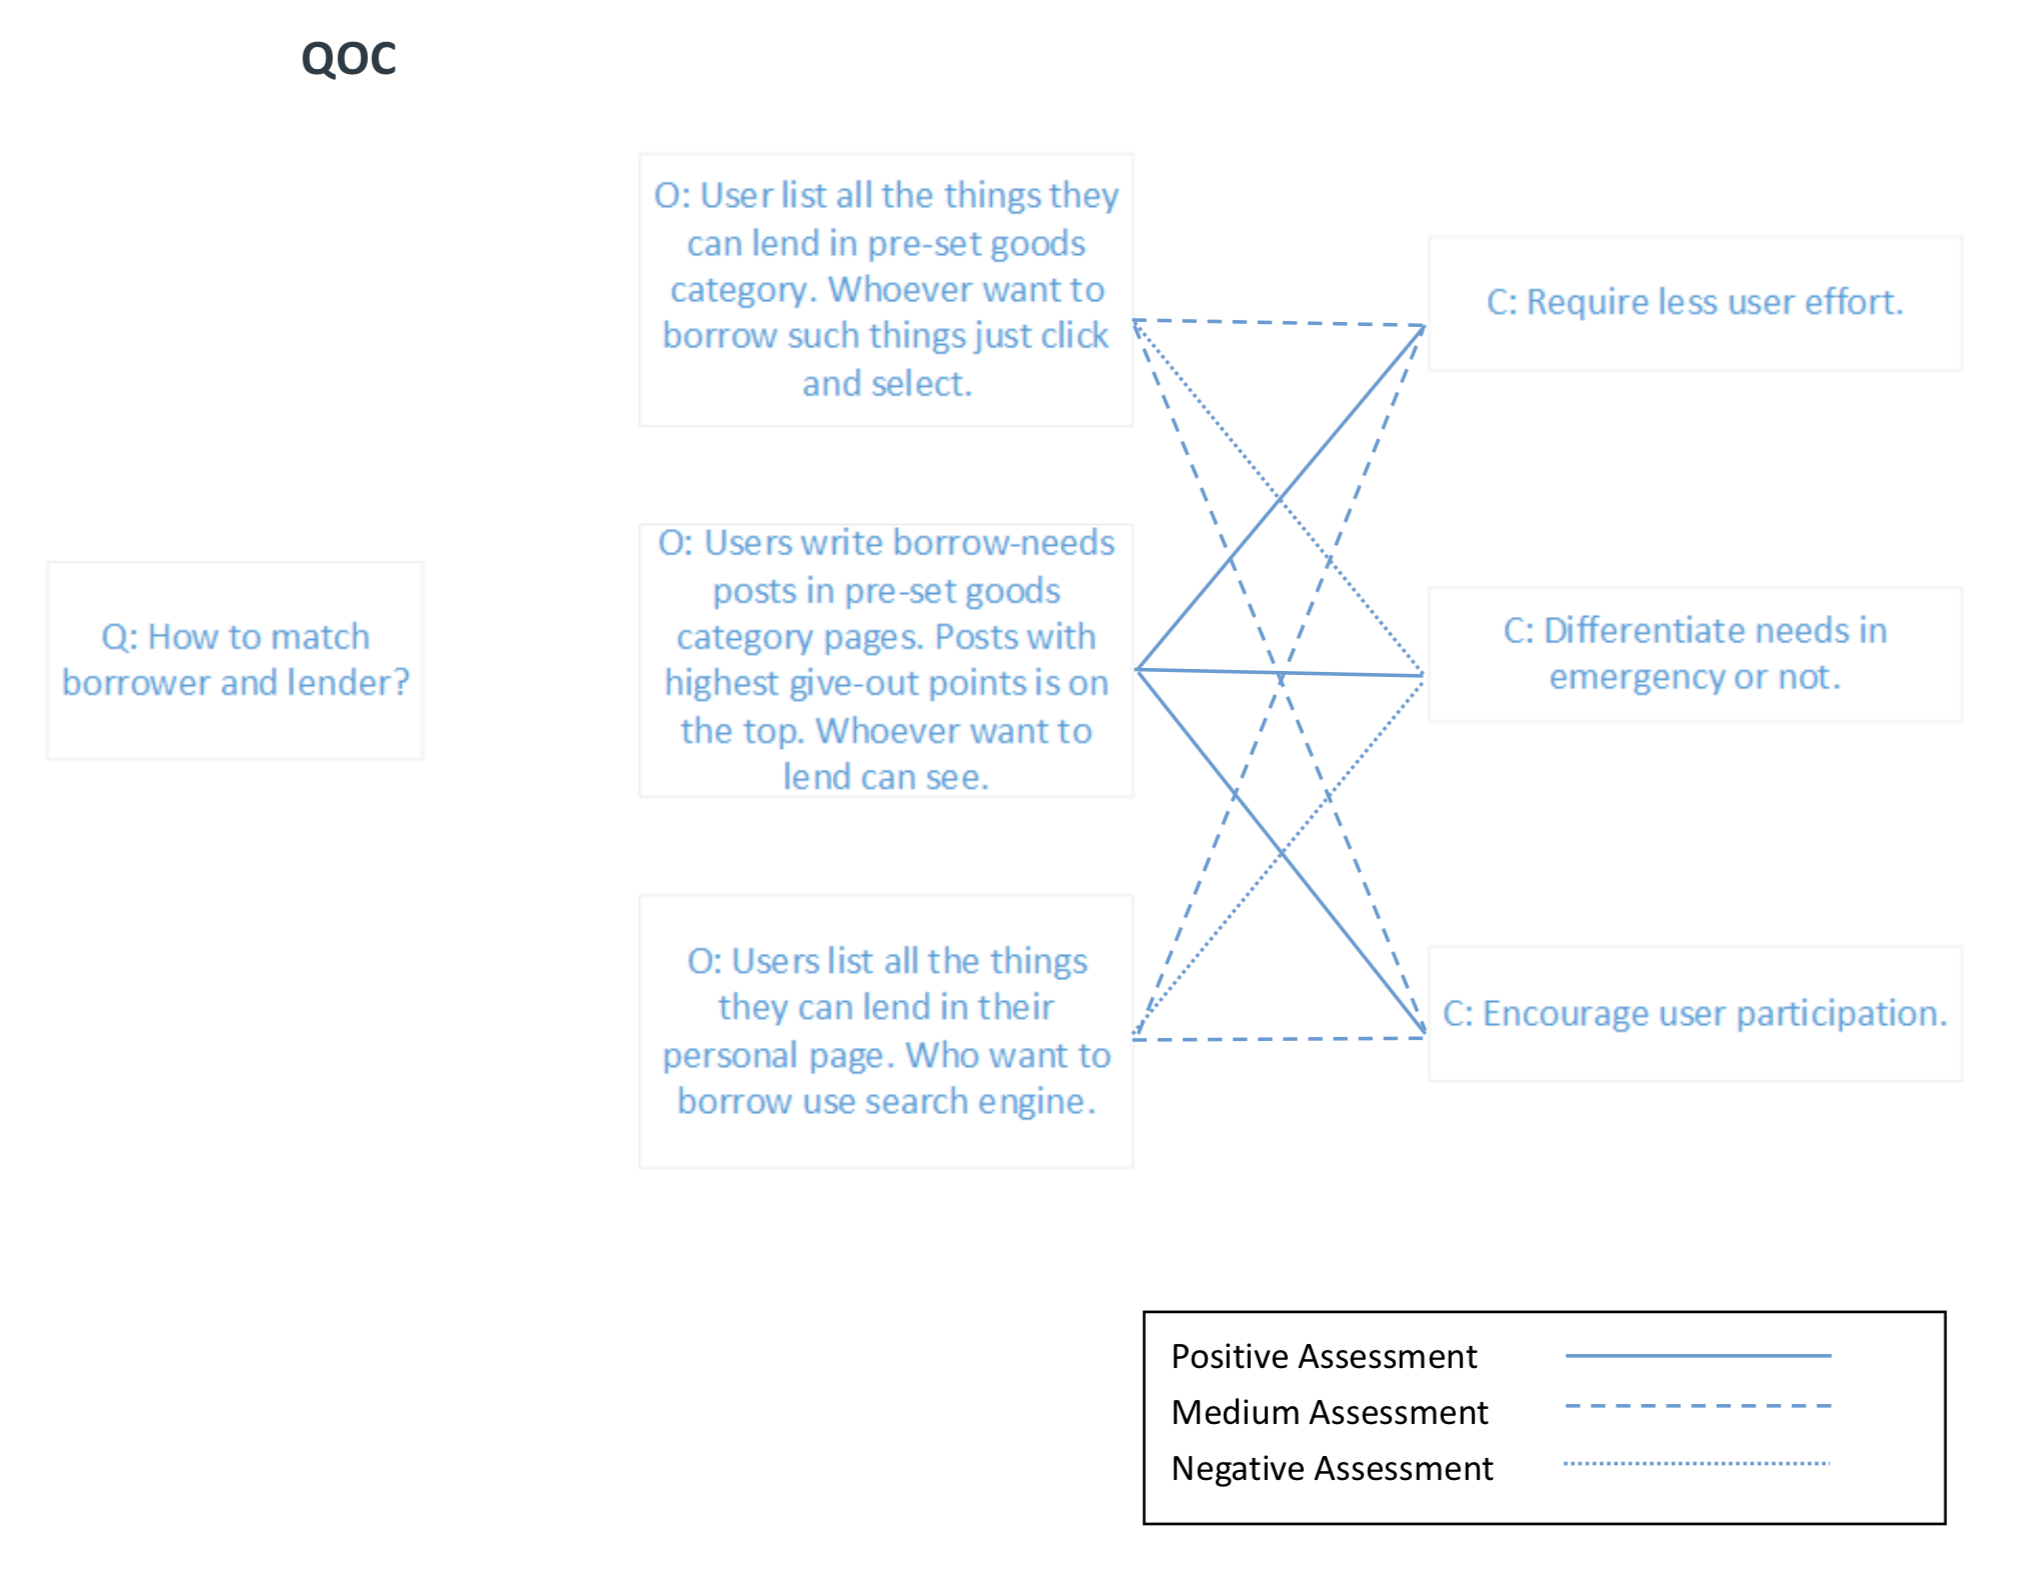 QOC
Q: How to match
borrower and lender?
O: User list all the things they
can lend in pre-set goods
category. Whoever want to
borrow such things just click
and select.
O: Users write borrow-needs
posts in pre-set goods
category pages. Posts with
highest give-out points is on
the top. Whoever want to
lend can see.
O: Users list all the things
they can lend in their
personal page. Who want to
borrow use search engine.
C: Require less user effort.
C: Differentiate needs in
emergency or not.
C: Encourage user participation.
Positive Assessment
Medium Assessment
Negative Assessment